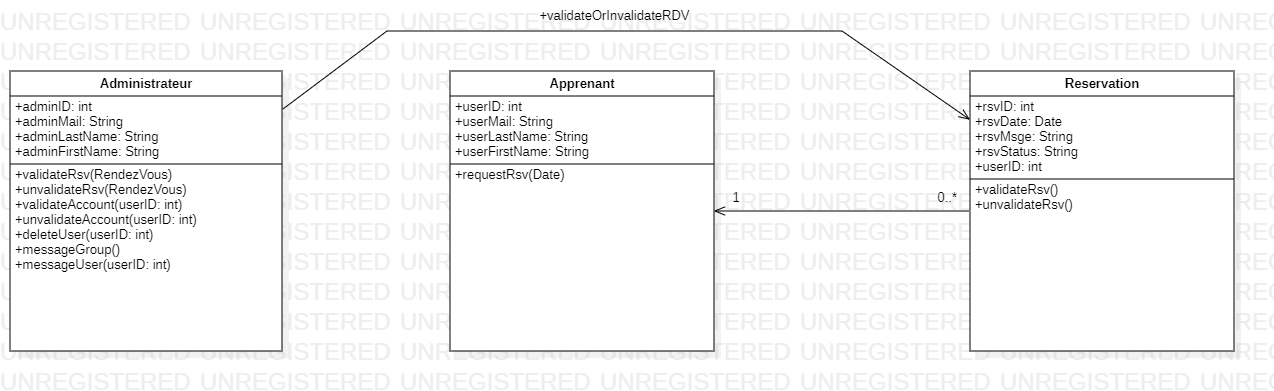 +validateOrInvalidateRDV
Administrateur
+adminID: int
+adminMail: String
+adminLastName: String
+adminFirstName: String
+validateRsv(RendezVous)
+unvalidateRsv(RendezVous)
+validateAccount(userID: int)
+unvalidateAccount(userID: int)
+deleteUser(userID: int)
+messageGroup()
+messageUser(userID: int)
Apprenant
+userID: int
+userMail: String
+userLastName: String
+userFirstName: String
+requestRsv(Date)
1
0..*
Reservation
+rsvID: int
+rsvDate: Date
+rsvMsge: String
+rsvStatus: String
+userID: int
+validateRsv()
+unvalidateRsv()
UNREGISTERED UNREGISTERED UNREGISTERED UNREGISTERED UNREGISTERED UNREGISTERED